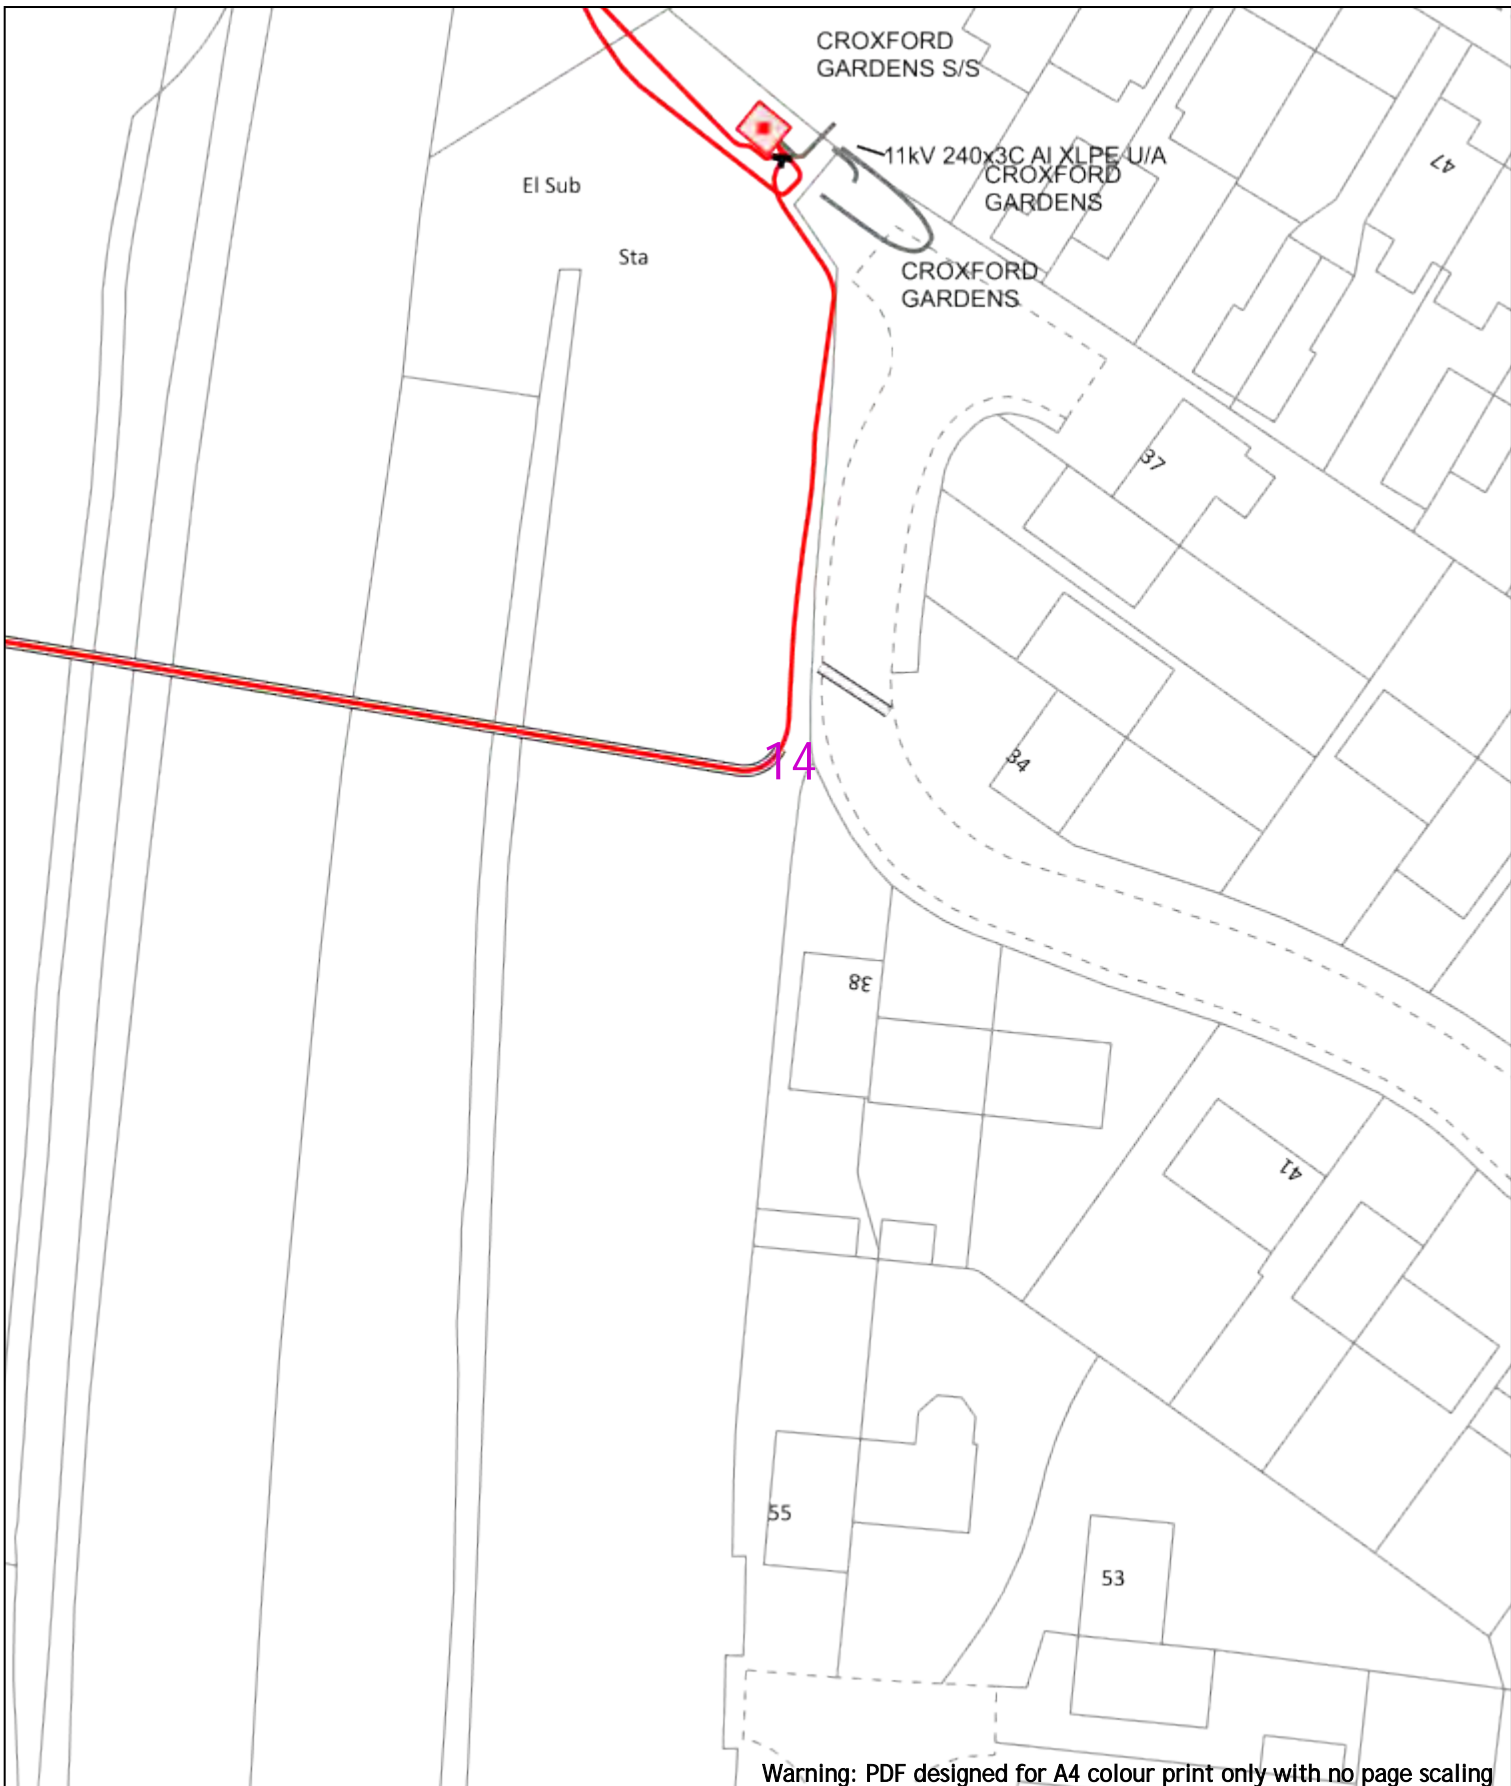 CROXFORD
GARDENS S/S
11kV 240x3C Al XLPE U/A
CROXFORD
GARDENS
47
El Sub
Sta
CROXFORD
GARDENS
37
14
34
38
41
55
53
Warning: PDF designed for A4 colour print only with no page scaling